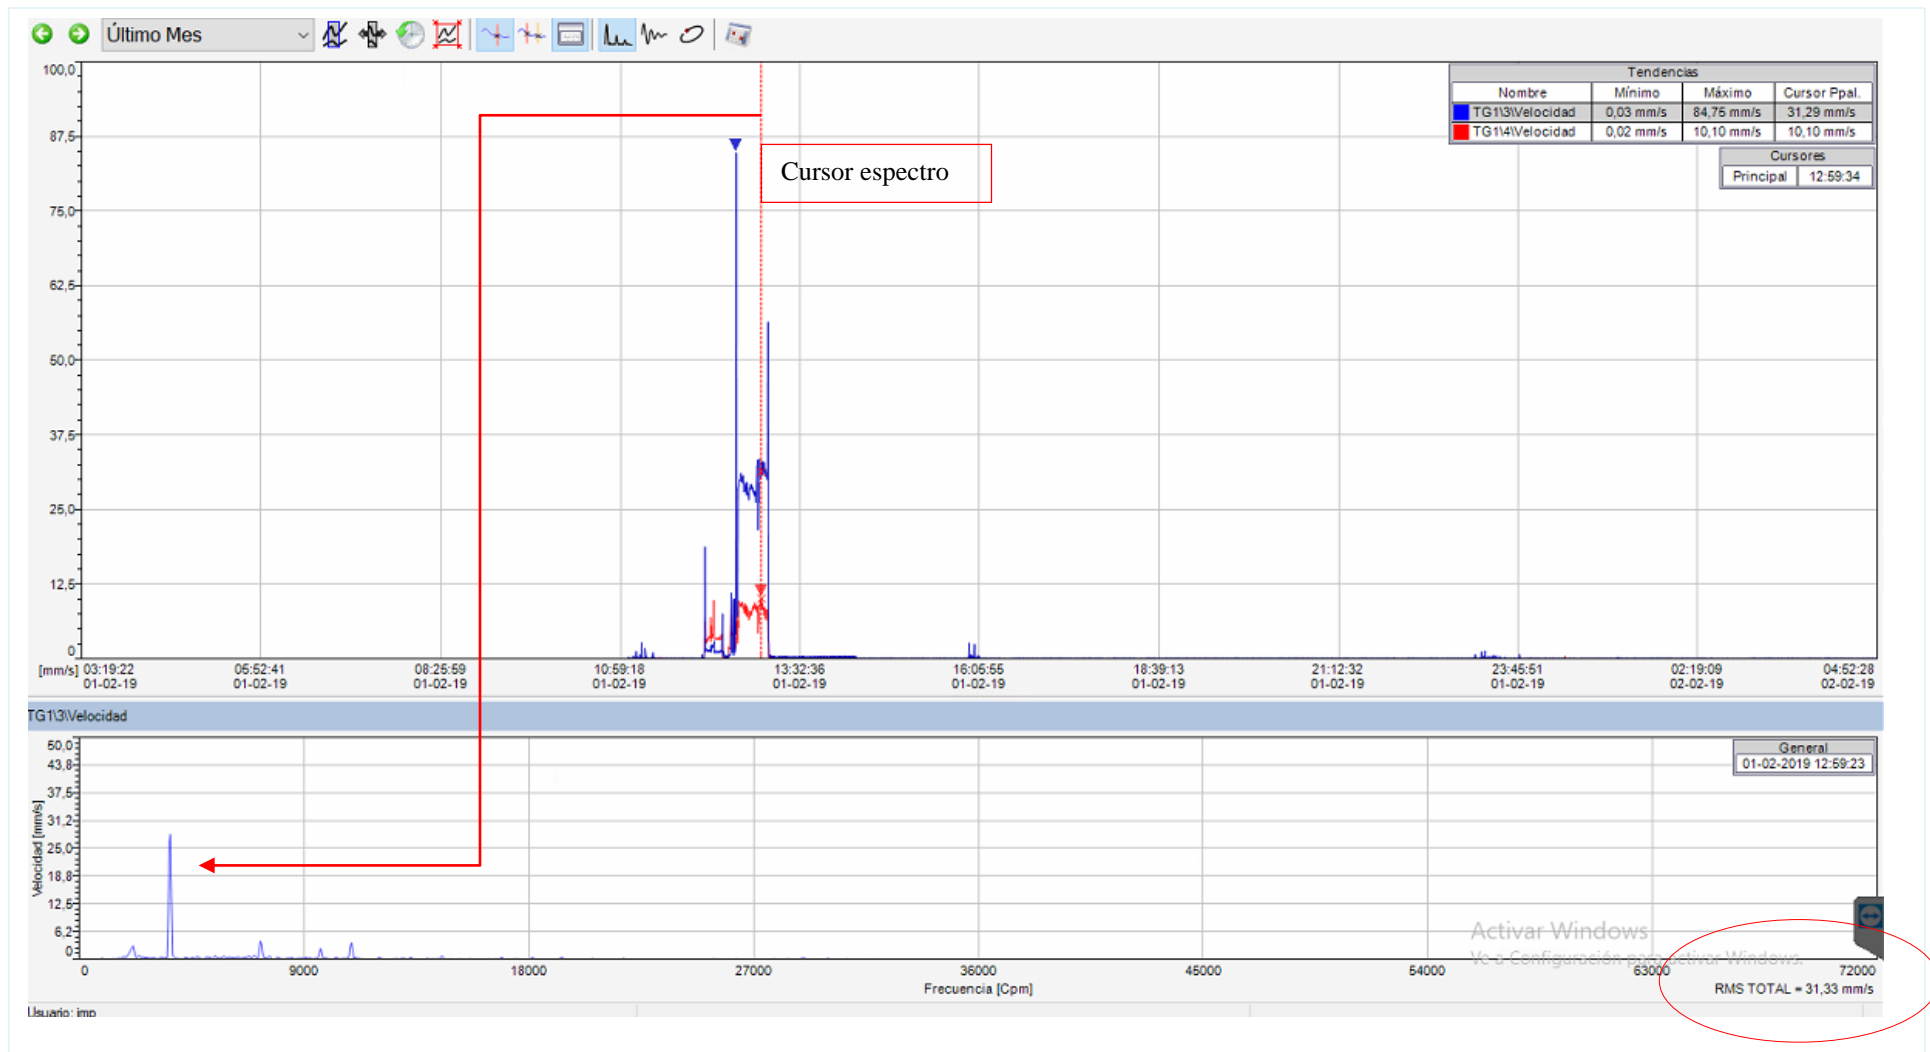 Último Mes
100,0
87,5
75,0
62,5
50,0
37,5
25,0
12,5
0
[mm/s]
Cursor espectro
Tendencias
Nombre Mínimo Máximo Cursor Ppal.
TG1\3\Velocidad 0,03 mm/s 84,75 mm/s 31,29 mm/s
TG1\4\Velocidad 0,02 mm/s 10,10 mm/s 10,10 mm/s
Cursores
Principal 12:59:34
03:19:22 05:52:41 08:25:59 10:59:18 13:32:36 16:05:55 18:39:13 21:12:32 23:45:51 02:19:09 04:52:28
01-02-19 01-02-19 01-02-19 01-02-19 01-02-19 01-02-19 01-02-19 01-02-19 01-02-19 02-02-19 02-02-19
TG1\3\Velocidad
50,0
43,8
37,5
31,2
25,0
18,8
12,5
6,2
0
Velocidad [mm/s]
General
01-02-2019 12:59:23
Activar Windows
Ve a Configuración para activar Windows.
0 9000 18000 27000 36000 45000 54000 63000 72000
Frecuencia [Cpm]
RMS TOTAL = 31,33 mm/s
Usuario: imp